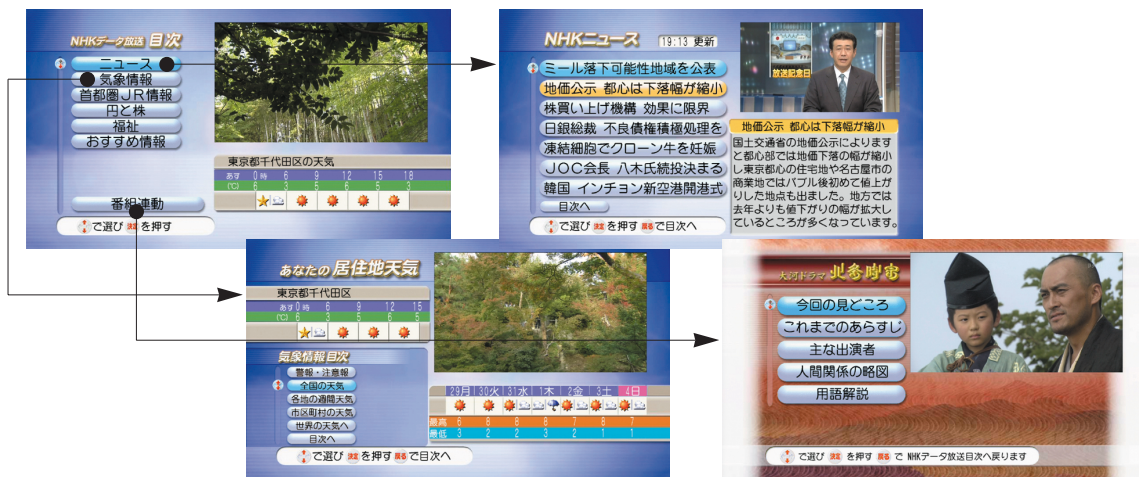 NHKデータ放送 目次
ニュース
気象情報
首都圏JR情報
円と株
福祉
おすすめ情報
番組連動
で選び 決定 を押す
東京都千代田区の天気
あす 0時 6 9 12 15 18
(℃) 6 3 5 6 5 3
NHKニュース 19:13 更新
ミール落下可能性地域を公表
地価公示 都心は下落幅が縮小
株買い上げ機構 効果に限界
日銀総裁 不良債権積極処理を
凍結細胞でクローン牛を妊娠
JOC会長 八木氏続投決まる
韓国 インチョン新空港開港式
目次へ
で選び 決定 を押す 戻る で目次へ
放送記念日
地価公示 都心は下落幅が縮小
国土交通省の地価公示によります
と都心部では地価下落の幅が縮小
し東京都心の住宅地や名古屋市の
商業地ではバブル後初めて値上が
りした地点も出ました。地方では
去年よりも値下がりの幅が拡大し
ているところが多くなっています。
あなたの 居住地天気
東京都千代田区
あす 0時 6 9 12 15
(℃) 6 3 5 6 5
気象情報目次
警報・注意報
全国の天気
各地の週間天気
市区町村の天気
世界の天気へ
目次へ
で選び 決定 を押す 戻る で目次へ
29月 30火 31水 1木 2金 3土 4日
最高 6 6 6 6 7 8 7
最低 3 2 2 3 2 1 1
大河ドラマ 北条時宗
今回の見どころ
これまでのあらすじ
主な出演者
人間関係の略図
用語解説
で選び 決定 を押す 戻る で NHKデータ放送目次へ戻ります